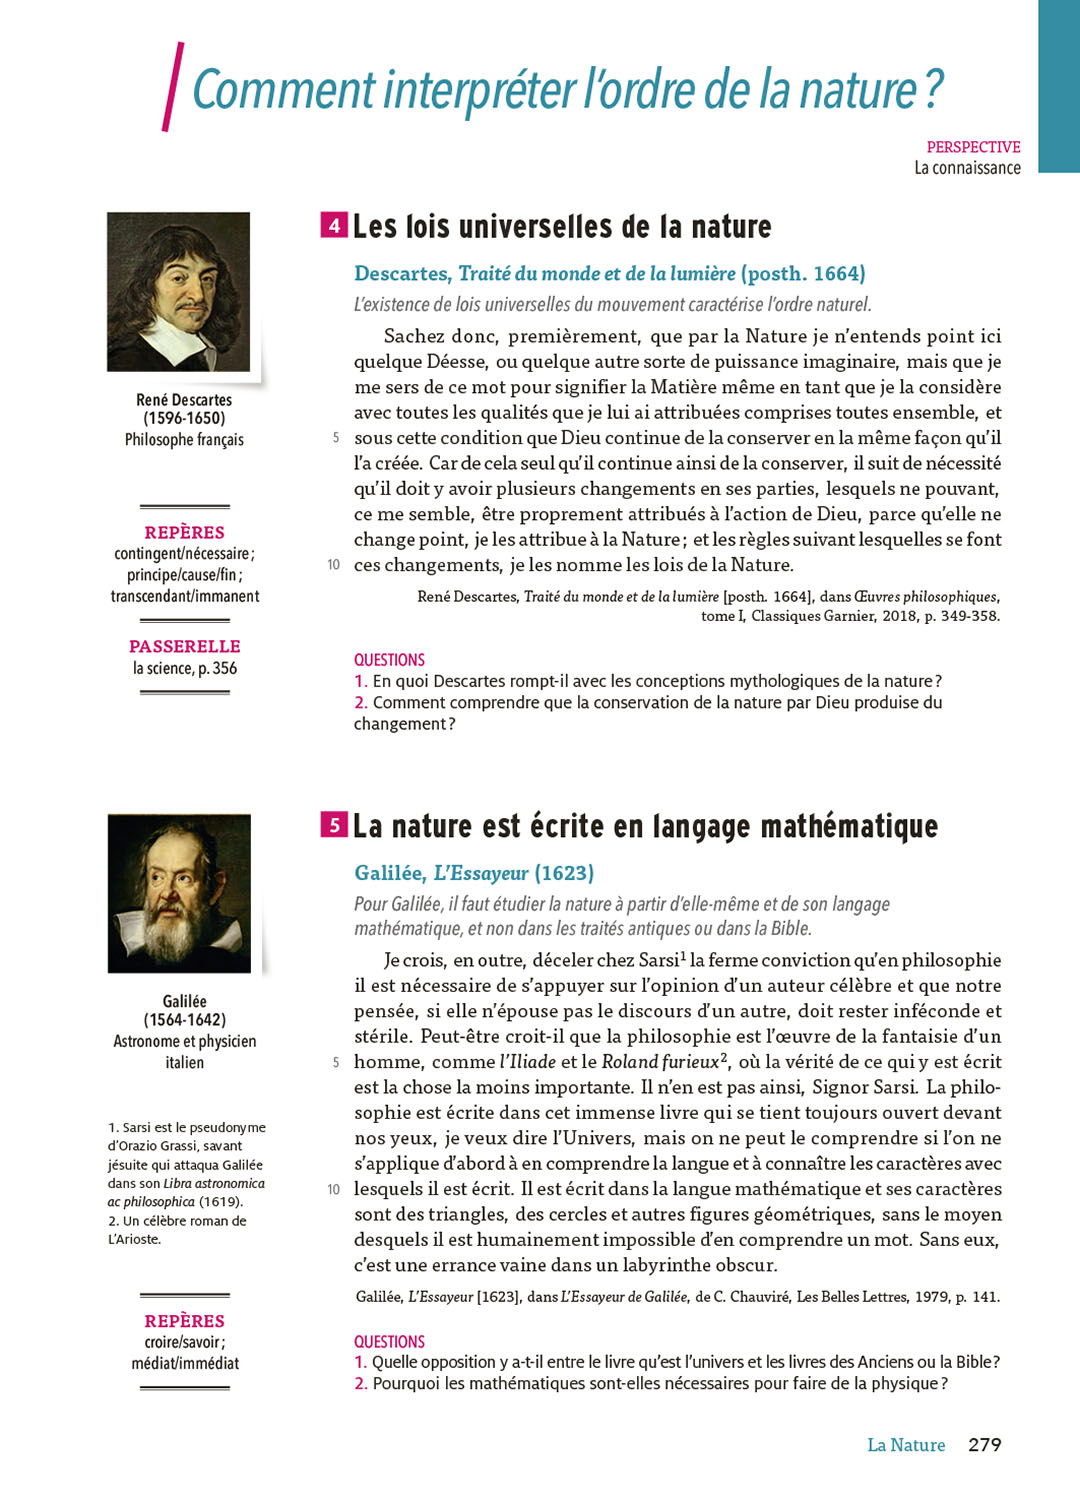 Comment interpréter l'ordre de la nature ?
PERSPECTIVE
La connaissance
René Descartes
(1596-1650)
Philosophe français
REPÈRES
contingent/nécessaire ;
principe/cause/fin ;
transcendant/immanent
PASSERELLE
la science, p. 356
4 Les lois universelles de la nature
Descartes, Traité du monde et de la lumière (posth. 1664)
L'existence de lois universelles du mouvement caractérise l'ordre naturel.
Sachez donc, premièrement, que par la Nature je n'entends point ici
quelque Déesse, ou quelque autre sorte de puissance imaginaire, mais que je
me sers de ce mot pour signifier la Matière même en tant que je la considère
avec toutes les qualités que je lui ai attribuées comprises toutes ensemble, et
5 sous cette condition que Dieu continue de la conserver en la même façon qu'il
l'a créée. Car de cela seul qu'il continue ainsi de la conserver, il suit de nécessité
qu'il doit y avoir plusieurs changements en ses parties, lesquels ne pouvant,
ce me semble, être proprement attribués à l'action de Dieu, parce qu'elle ne
change point, je les attribue à la Nature ; et les règles suivant lesquelles se font
10 ces changements, je les nomme les lois de la Nature.
René Descartes, Traité du monde et de la lumière [posth. 1664], dans Œuvres philosophiques,
tome I, Classiques Garnier, 2018, p. 349-358.
QUESTIONS
1. En quoi Descartes rompt-il avec les conceptions mythologiques de la nature ?
2. Comment comprendre que la conservation de la nature par Dieu produise du
changement ?
Galilée
(1564-1642)
Astronome et physicien
italien
1. Sarsi est le pseudonyme
d'Orazio Grassi, savant
jésuite qui attaqua Galilée
dans son Libra astronomica
ac philosophica (1619).
2. Un célèbre roman de
L'Arioste.
REPÈRES
croire/savoir ;
médiat/immédiat
5 La nature est écrite en langage mathématique
Galilée, L'Essayeur (1623)
Pour Galilée, il faut étudier la nature à partir d'elle-même et de son langage
mathématique, et non dans les traités antiques ou dans la Bible.
Je crois, en outre, déceler chez Sarsi1 la ferme conviction qu'en philosophie
il est nécessaire de s'appuyer sur l'opinion d'un auteur célèbre et que notre
pensée, si elle n'épouse pas le discours d'un autre, doit rester inféconde et
stérile. Peut-être croit-il que la philosophie est l'œuvre de la fantaisie d'un
5 homme, comme l'Iliade et le Roland furieux2, où la vérité de ce qui y est écrit
est la chose la moins importante. Il n'en est pas ainsi, Signor Sarsi. La philo-
sophie est écrite dans cet immense livre qui se tient toujours ouvert devant
nos yeux, je veux dire l'Univers, mais on ne peut le comprendre si l'on ne
s'applique d'abord à en comprendre la langue et à connaître les caractères avec
10 lesquels il est écrit. Il est écrit dans la langue mathématique et ses caractères
sont des triangles, des cercles et autres figures géométriques, sans le moyen
desquels il est humainement impossible d'en comprendre un mot. Sans eux,
c'est une errance vaine dans un labyrinthe obscur.
Galilée, L'Essayeur [1623], dans L'Essayeur de Galilée, de C. Chauviré, Les Belles Lettres, 1979, p. 141.
QUESTIONS
1. Quelle opposition y a-t-il entre le livre qu'est l'univers et les livres des Anciens ou la Bible ?
2. Pourquoi les mathématiques sont-elles nécessaires pour faire de la physique ?
La Nature 279